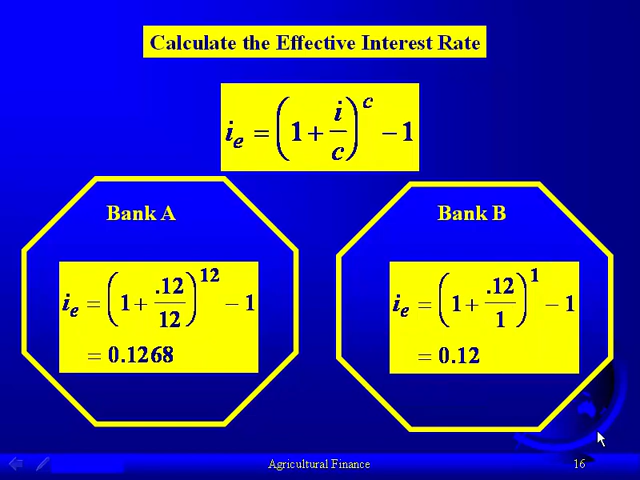 Calculate the Effective Interest Rate
i_e = (1 + i/c)^c − 1
Bank A
i_e = (1 + .12/12)^12 − 1
= 0.1268
Bank B
i_e = (1 + .12/1)^1 − 1
= 0.12
Agricultural Finance
16